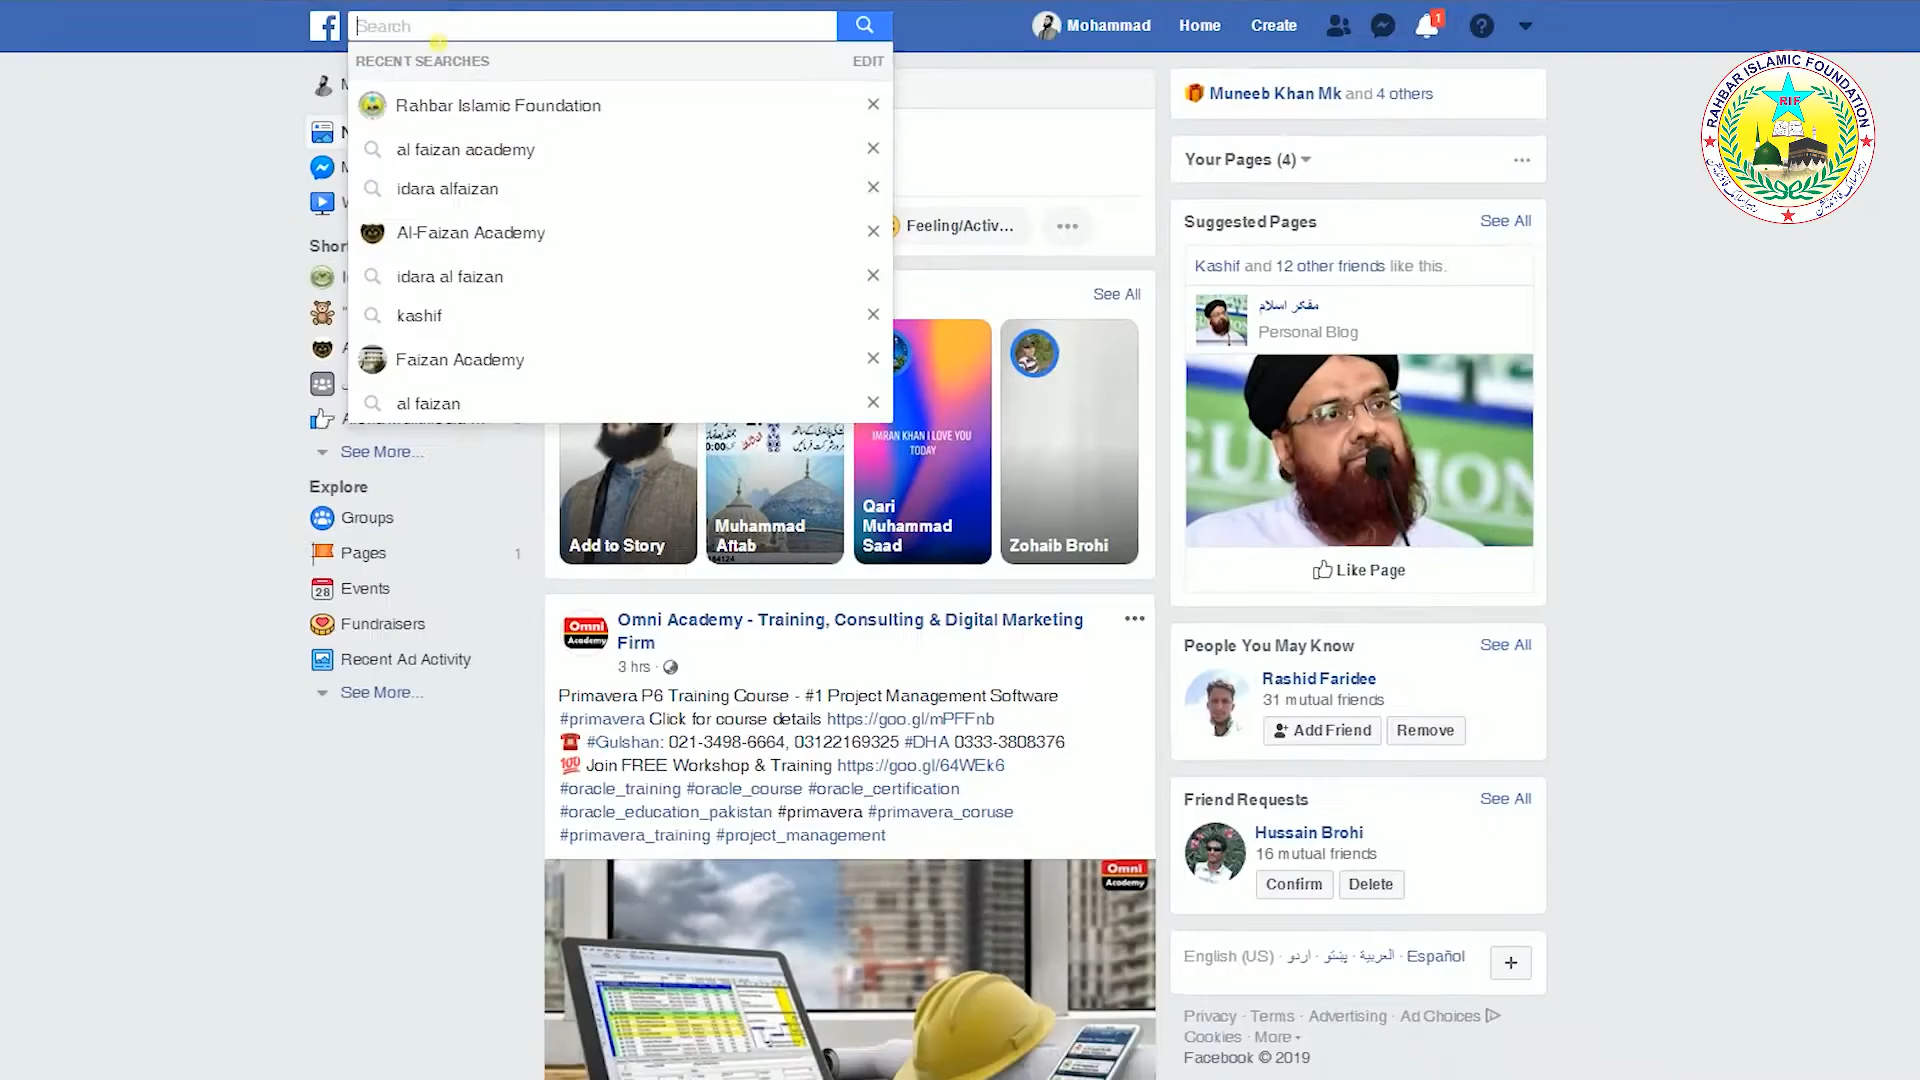 Search
Mohammad
Home
Create
1
RECENT SEARCHES
EDIT
Rahbar Islamic Foundation
al faizan academy
idara alfaizan
Al-Faizan Academy
idara al faizan
kashif
Faizan Academy
al faizan
See More...
Explore
Groups
Pages
1
28
Events
Fundraisers
Recent Ad Activity
See More...
Feeling/Activ...
See All
Add to Story
Muhammad
Aftab
IMRAN KHAN I LOVE YOU
TODAY
Qari
Muhammad
Saad
Zohaib Brohi
Omni
Academy
Omni Academy - Training, Consulting & Digital Marketing
Firm
3 hrs ·
Primavera P6 Training Course - #1 Project Management Software
#primavera Click for course details https://goo.gl/mPFFnb
☎️ #Gulshan: 021-3498-6664, 03122169325 #DHA 0333-3808376
💯 Join FREE Workshop & Training https://goo.gl/64WEk6
#oracle_training #oracle_course #oracle_certification
#oracle_education_pakistan #primavera #primavera_coruse
#primavera_training #project_management
Omni
Academy
Muneeb Khan Mk and 4 others
Your Pages (4)
Suggested Pages
See All
Kashif and 12 other friends like this.
مفکر اسلام
Personal Blog
Like Page
People You May Know
See All
Rashid Faridee
31 mutual friends
Add Friend
Remove
Friend Requests
See All
Hussain Brohi
16 mutual friends
Confirm
Delete
English (US) · اردو · پښتو · العربية · Español
Privacy · Terms · Advertising · Ad Choices
Cookies · More
Facebook © 2019
RAHBAR ISLAMIC FOUNDATION
RIF